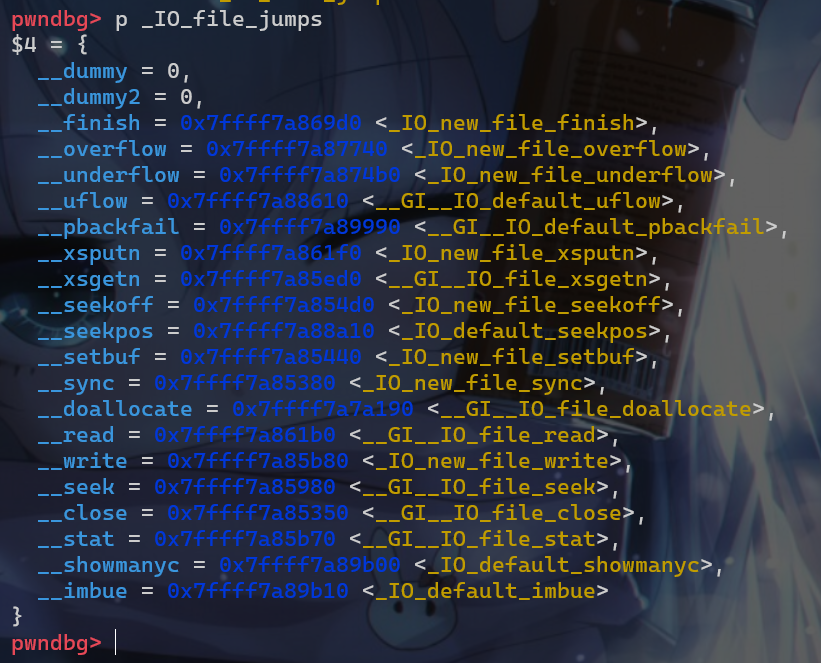 pwndbg> p _IO_file_jumps
$4 = {
  __dummy = 0,
  __dummy2 = 0,
  __finish = 0x7ffff7a869d0 <_IO_new_file_finish>,
  __overflow = 0x7ffff7a87740 <_IO_new_file_overflow>,
  __underflow = 0x7ffff7a874b0 <_IO_new_file_underflow>,
  __uflow = 0x7ffff7a88610 <__GI__IO_default_uflow>,
  __pbackfail = 0x7ffff7a89990 <__GI__IO_default_pbackfail>,
  __xsputn = 0x7ffff7a861f0 <_IO_new_file_xsputn>,
  __xsgetn = 0x7ffff7a85ed0 <__GI__IO_file_xsgetn>,
  __seekoff = 0x7ffff7a854d0 <_IO_new_file_seekoff>,
  __seekpos = 0x7ffff7a88a10 <_IO_default_seekpos>,
  __setbuf = 0x7ffff7a85440 <_IO_new_file_setbuf>,
  __sync = 0x7ffff7a85380 <_IO_new_file_sync>,
  __doallocate = 0x7ffff7a7a190 <__GI__IO_file_doallocate>,
  __read = 0x7ffff7a861b0 <__GI__IO_file_read>,
  __write = 0x7ffff7a85b80 <_IO_new_file_write>,
  __seek = 0x7ffff7a85980 <__GI__IO_file_seek>,
  __close = 0x7ffff7a85350 <__GI__IO_file_close>,
  __stat = 0x7ffff7a85b70 <__GI__IO_file_stat>,
  __showmanyc = 0x7ffff7a89b00 <_IO_default_showmanyc>,
  __imbue = 0x7ffff7a89b10 <_IO_default_imbue>
}
pwndbg>